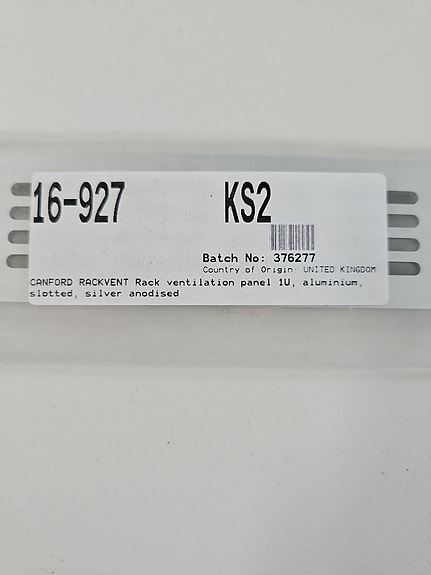 16-927 KS2
Batch No: 376277
Country of Origin: UNITED KINGDOM
CANFORD RACKVENT Rack ventilation panel 1U, aluminium,
slotted, silver anodised